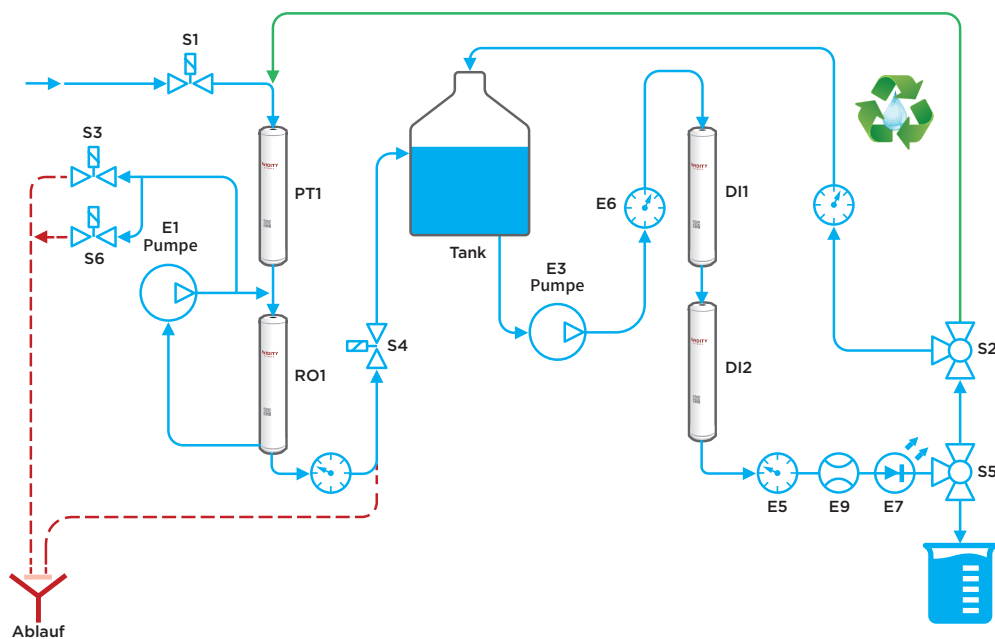 S1
S3
PT1
S6
E1
Pumpe
RO1
S4
Tank
E3
Pumpe
E6
DI1
DI2
S2
S5
E5
E9
E7
Ablauf